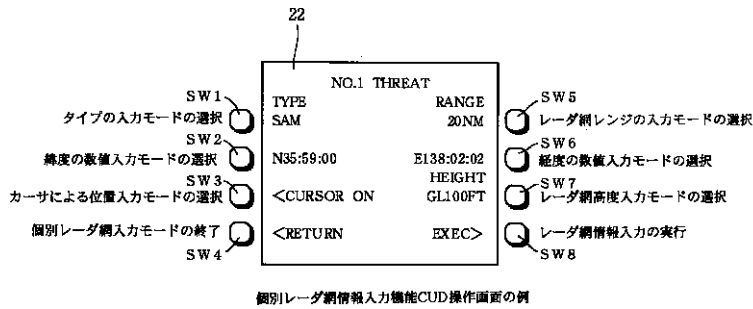 22
NO.1 THREAT
SW1
タイプの入力モードの選択
TYPE
SAM
RANGE
20NM
SW5
レーダ網レンジの入力モードの選択
SW2
緯度の数値入力モードの選択
N35:59:00
E138:02:02
SW6
経度の数値入力モードの選択
SW3
カーサによる位置入力モードの選択
<CURSOR ON
HEIGHT
GL100FT
SW7
レーダ網高度入力モードの選択
個別レーダ網入力モードの終了
SW4
<RETURN
EXEC>
レーダ網情報入力の実行
SW8
個別レーダ網情報入力機能CUD操作画面の例